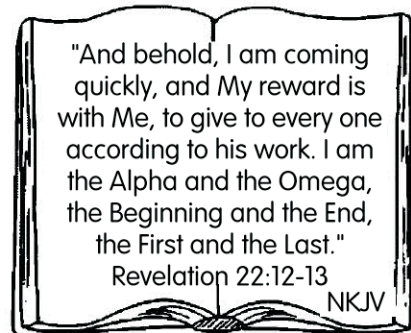 "And behold, I am coming
quickly, and My reward is
with Me, to give to every one
according to his work. I am
the Alpha and the Omega,
the Beginning and the End,
the First and the Last."
Revelation 22:12-13
NKJV